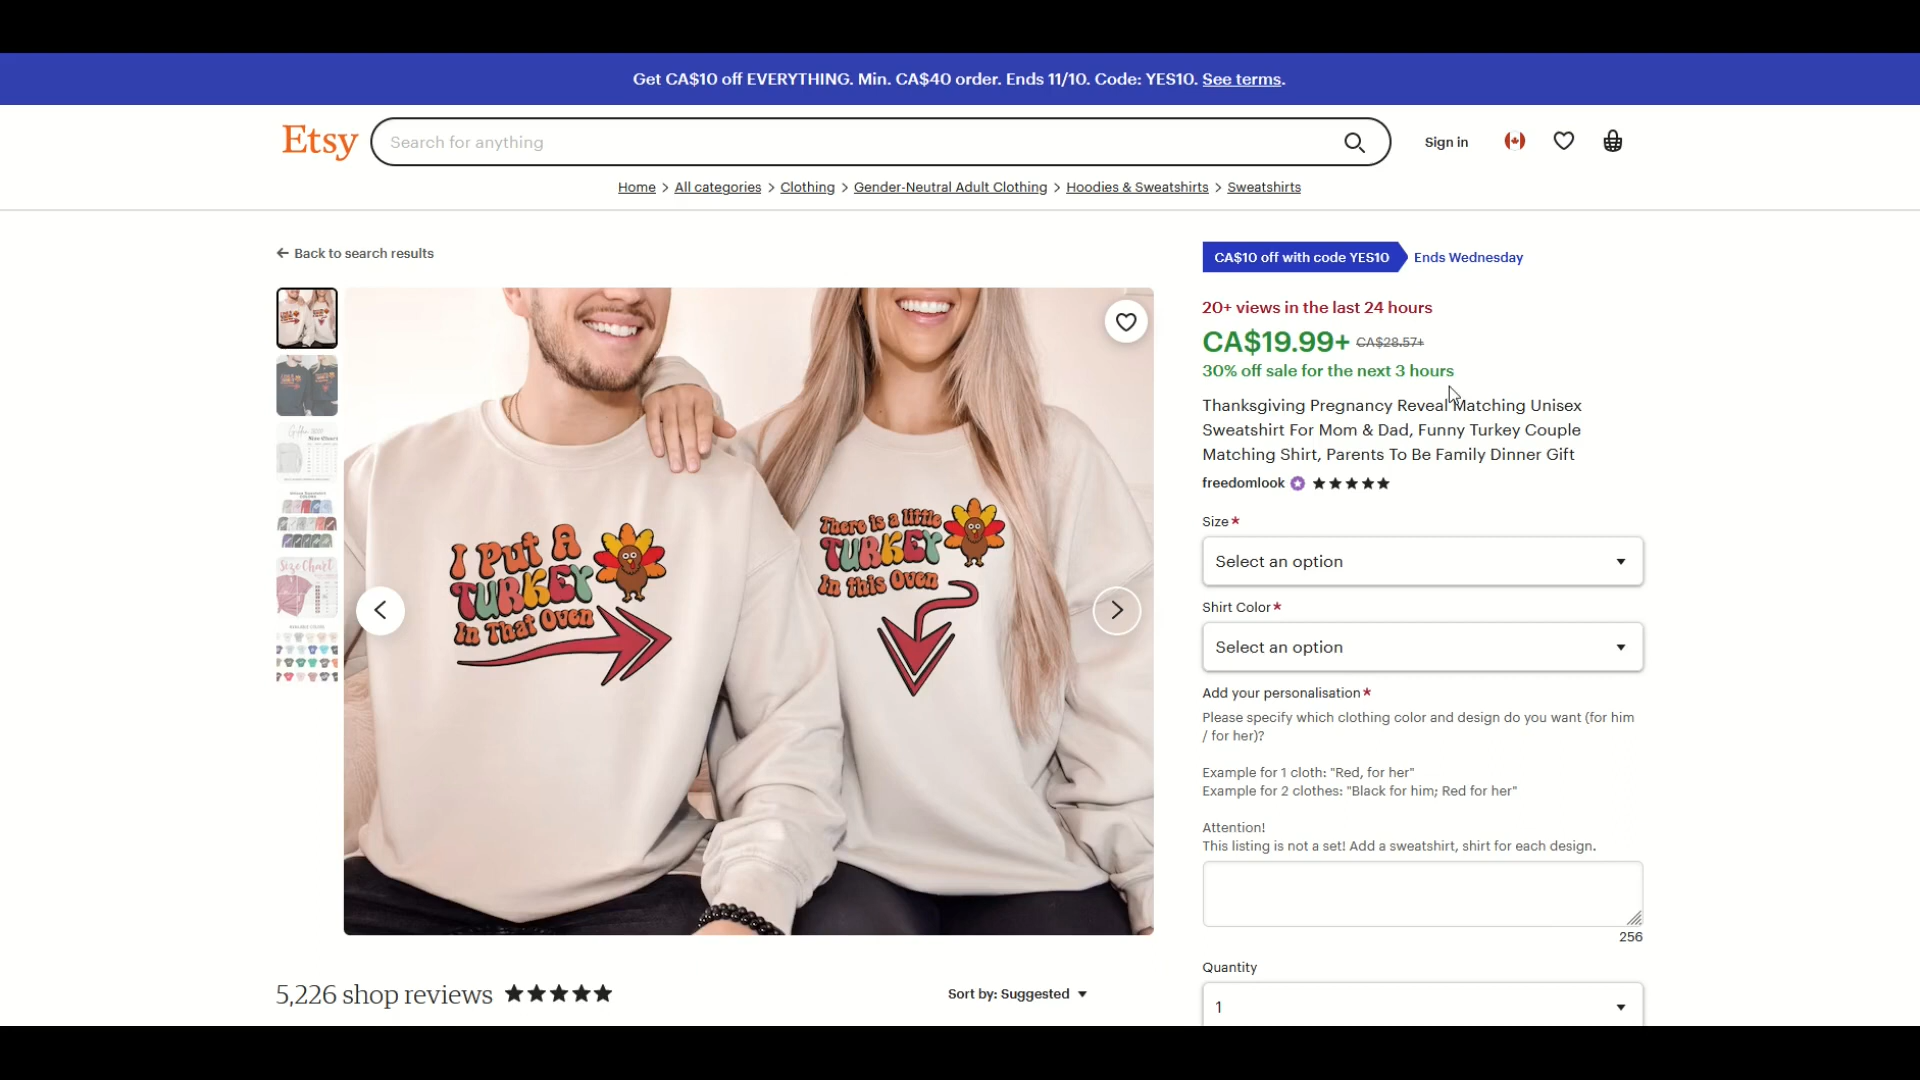 Get CA$10 off EVERYTHING. Min. CA$40 order. Ends 11/10. Code: YES10. See terms.
Etsy
Search for anything
Sign in
Home > All categories > Clothing > Gender-Neutral Adult Clothing > Hoodies & Sweatshirts > Sweatshirts
← Back to search results
CA$10 off with code YES10
Ends Wednesday
20+ views in the last 24 hours
CA$19.99+ CA$28.57+
30% off sale for the next 3 hours
Thanksgiving Pregnancy Reveal Matching Unisex
Sweatshirt For Mom & Dad, Funny Turkey Couple
Matching Shirt, Parents To Be Family Dinner Gift
freedomlook
Size*
Select an option
Shirt Color*
Select an option
Add your personalisation*
Please specify which clothing color and design do you want (for him
/ for her)?
Example for 1 cloth: "Red, for her"
Example for 2 clothes: "Black for him; Red for her"
Attention!
This listing is not a set! Add a sweatshirt, shirt for each design.
256
Quantity
1
I Put A
TURKEY
In That Oven
There is a little
TURKEY
In this Oven
Size Chart
5,226 shop reviews
Sort by: Suggested